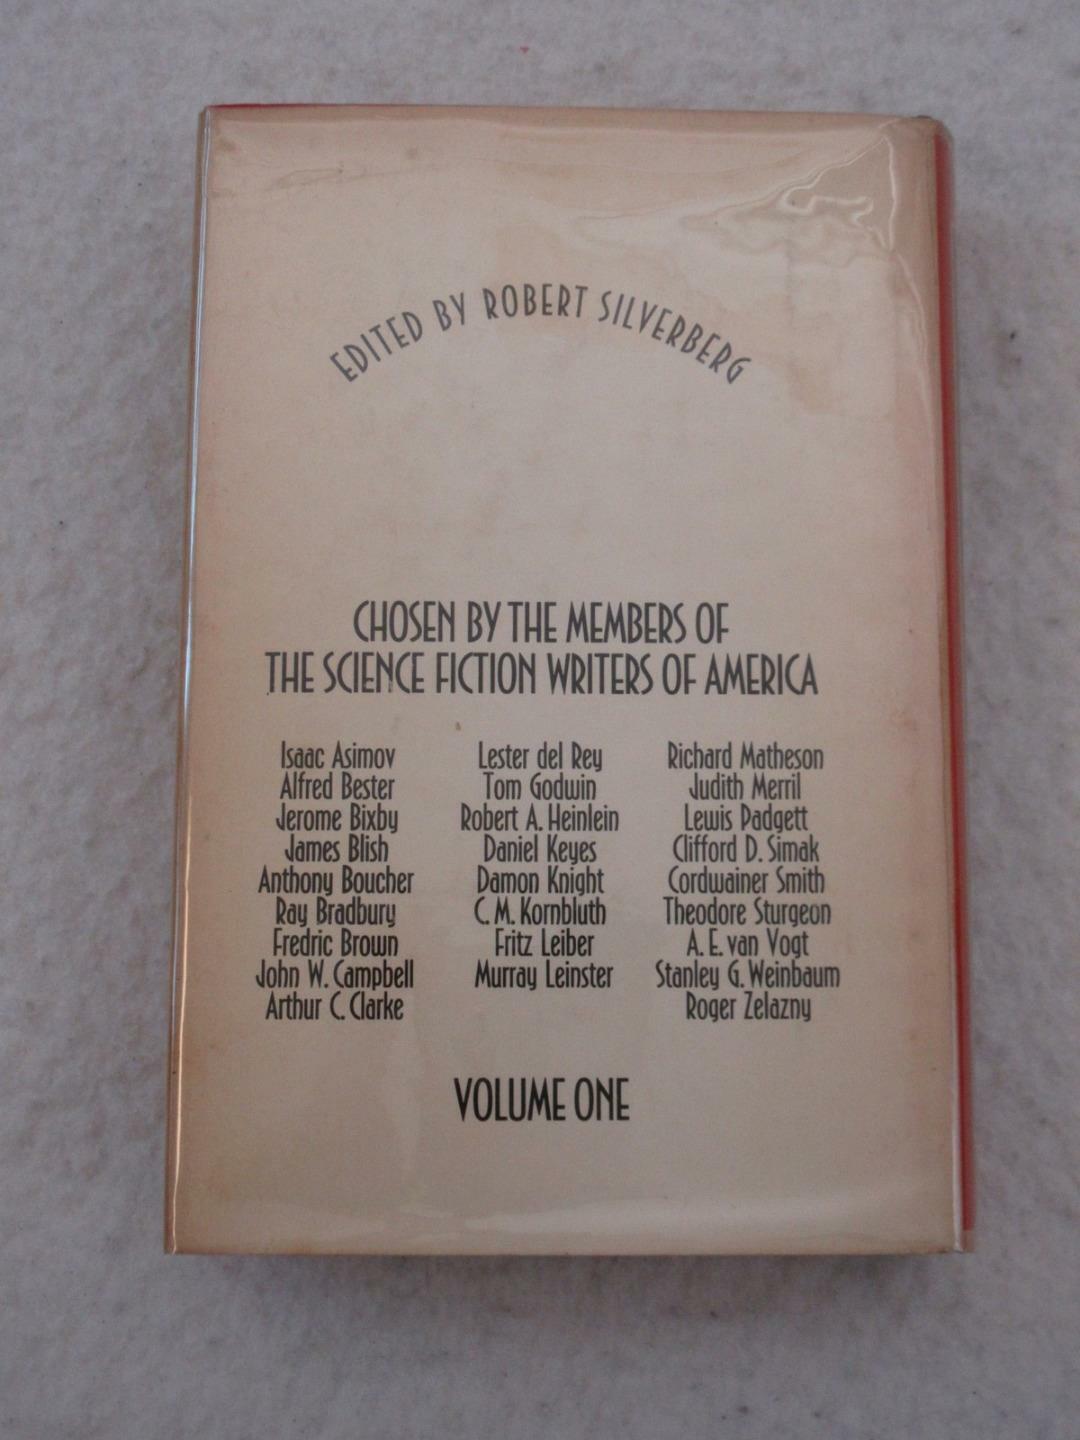 EDITED BY ROBERT SILVERBERG
CHOSEN BY THE MEMBERS OF
THE SCIENCE FICTION WRITERS OF AMERICA
Isaac Asimov
Alfred Bester
Jerome Bixby
James Blish
Anthony Boucher
Ray Bradbury
Fredric Brown
John W. Campbell
Arthur C. Clarke
Lester del Rey
Tom Godwin
Robert A. Heinlein
Daniel Keyes
Damon Knight
C. M. Kornbluth
Fritz Leiber
Murray Leinster
Richard Matheson
Judith Merril
Lewis Padgett
Clifford D. Simak
Cordwainer Smith
Theodore Sturgeon
A. E. van Vogt
Stanley G. Weinbaum
Roger Zelazny
VOLUME ONE